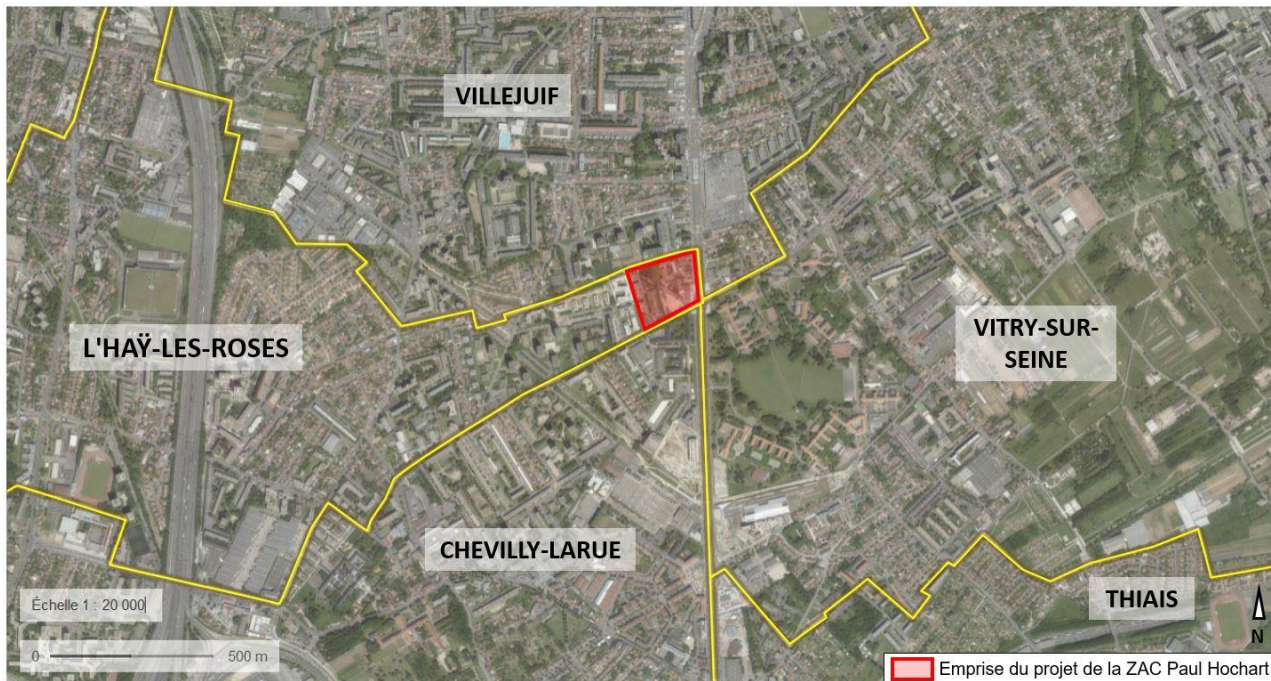 VILLEJUIF
L'HAŸ-LES-ROSES
VITRY-SUR-
SEINE
CHEVILLY-LARUE
THIAIS
Échelle 1 : 20 000
0 500 m
N
Emprise du projet de la ZAC Paul Hochart